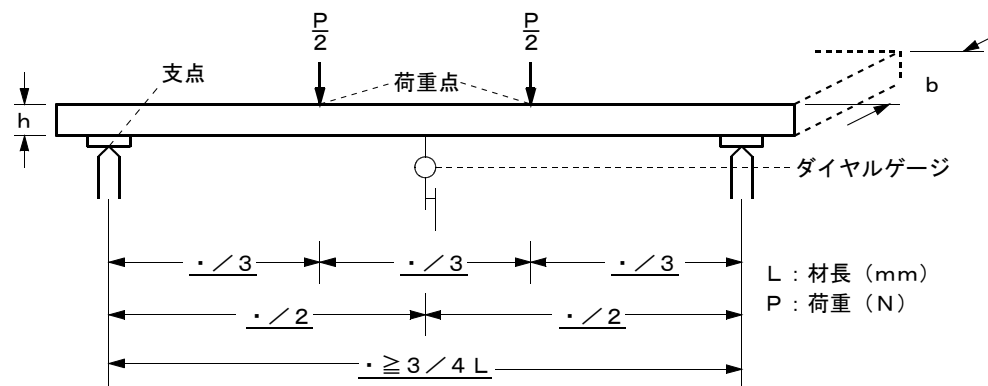 P/2
P/2
支点
荷重点
h
b
ダイヤルゲージ
・/3
・/3
・/3
L:材長(mm)
P:荷重(N)
・/2
・/2
・≧3/4L